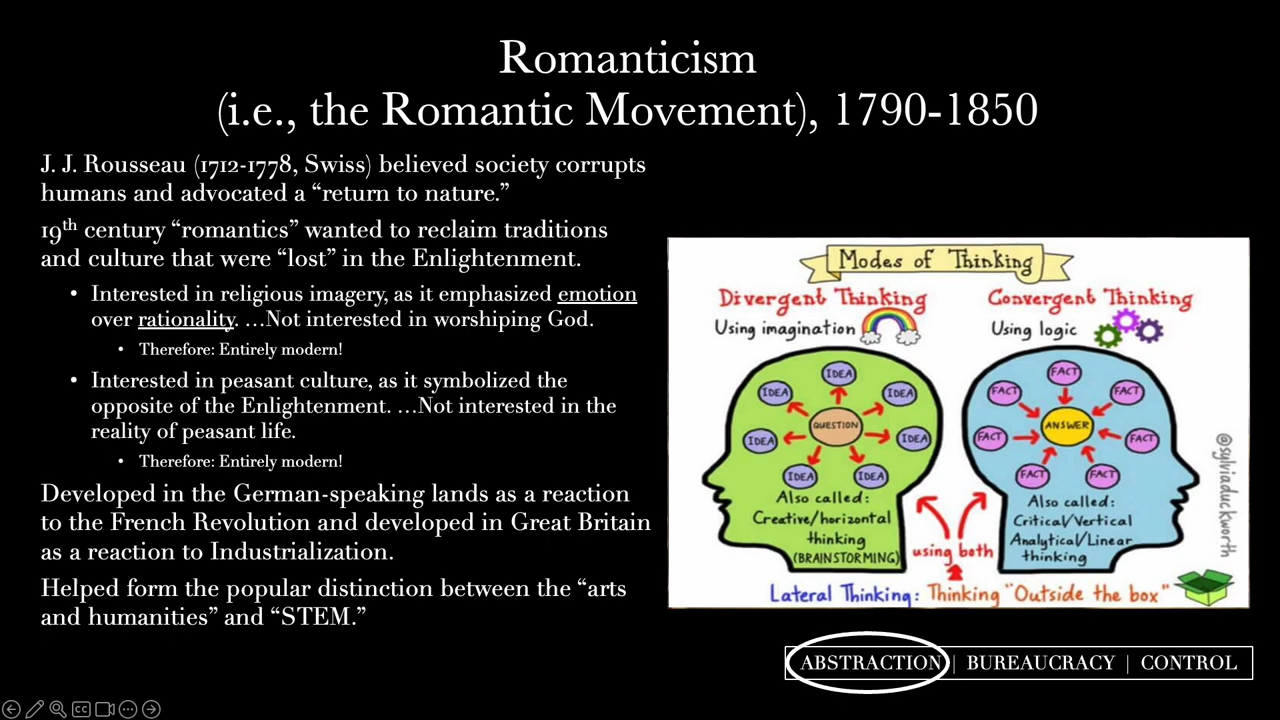 Romanticism
(i.e., the Romantic Movement), 1790-1850
J. J. Rousseau (1712-1778, Swiss) believed society corrupts
humans and advocated a “return to nature.”
19th century “romantics” wanted to reclaim traditions
and culture that were “lost” in the Enlightenment.
• Interested in religious imagery, as it emphasized emotion
over rationality. …Not interested in worshiping God.
• Therefore: Entirely modern!
• Interested in peasant culture, as it symbolized the
opposite of the Enlightenment. …Not interested in the
reality of peasant life.
• Therefore: Entirely modern!
Developed in the German-speaking lands as a reaction
to the French Revolution and developed in Great Britain
as a reaction to Industrialization.
Helped form the popular distinction between the “arts
and humanities” and “STEM.”
Modes of Thinking
Divergent Thinking
Using imagination
IDEA
IDEA
IDEA
IDEA
QUESTION
IDEA
IDEA
IDEA
Also called:
Creative/horizontal
thinking
(BRAINSTORMING)
Convergent Thinking
Using logic
FACT
FACT
FACT
FACT
ANSWER
FACT
FACT
FACT
Also called:
Critical/Vertical
Analytical/Linear
thinking
using both
Lateral Thinking: Thinking "Outside the box"
@sylviaduckworth
ABSTRACTION | BUREAUCRACY | CONTROL
CC